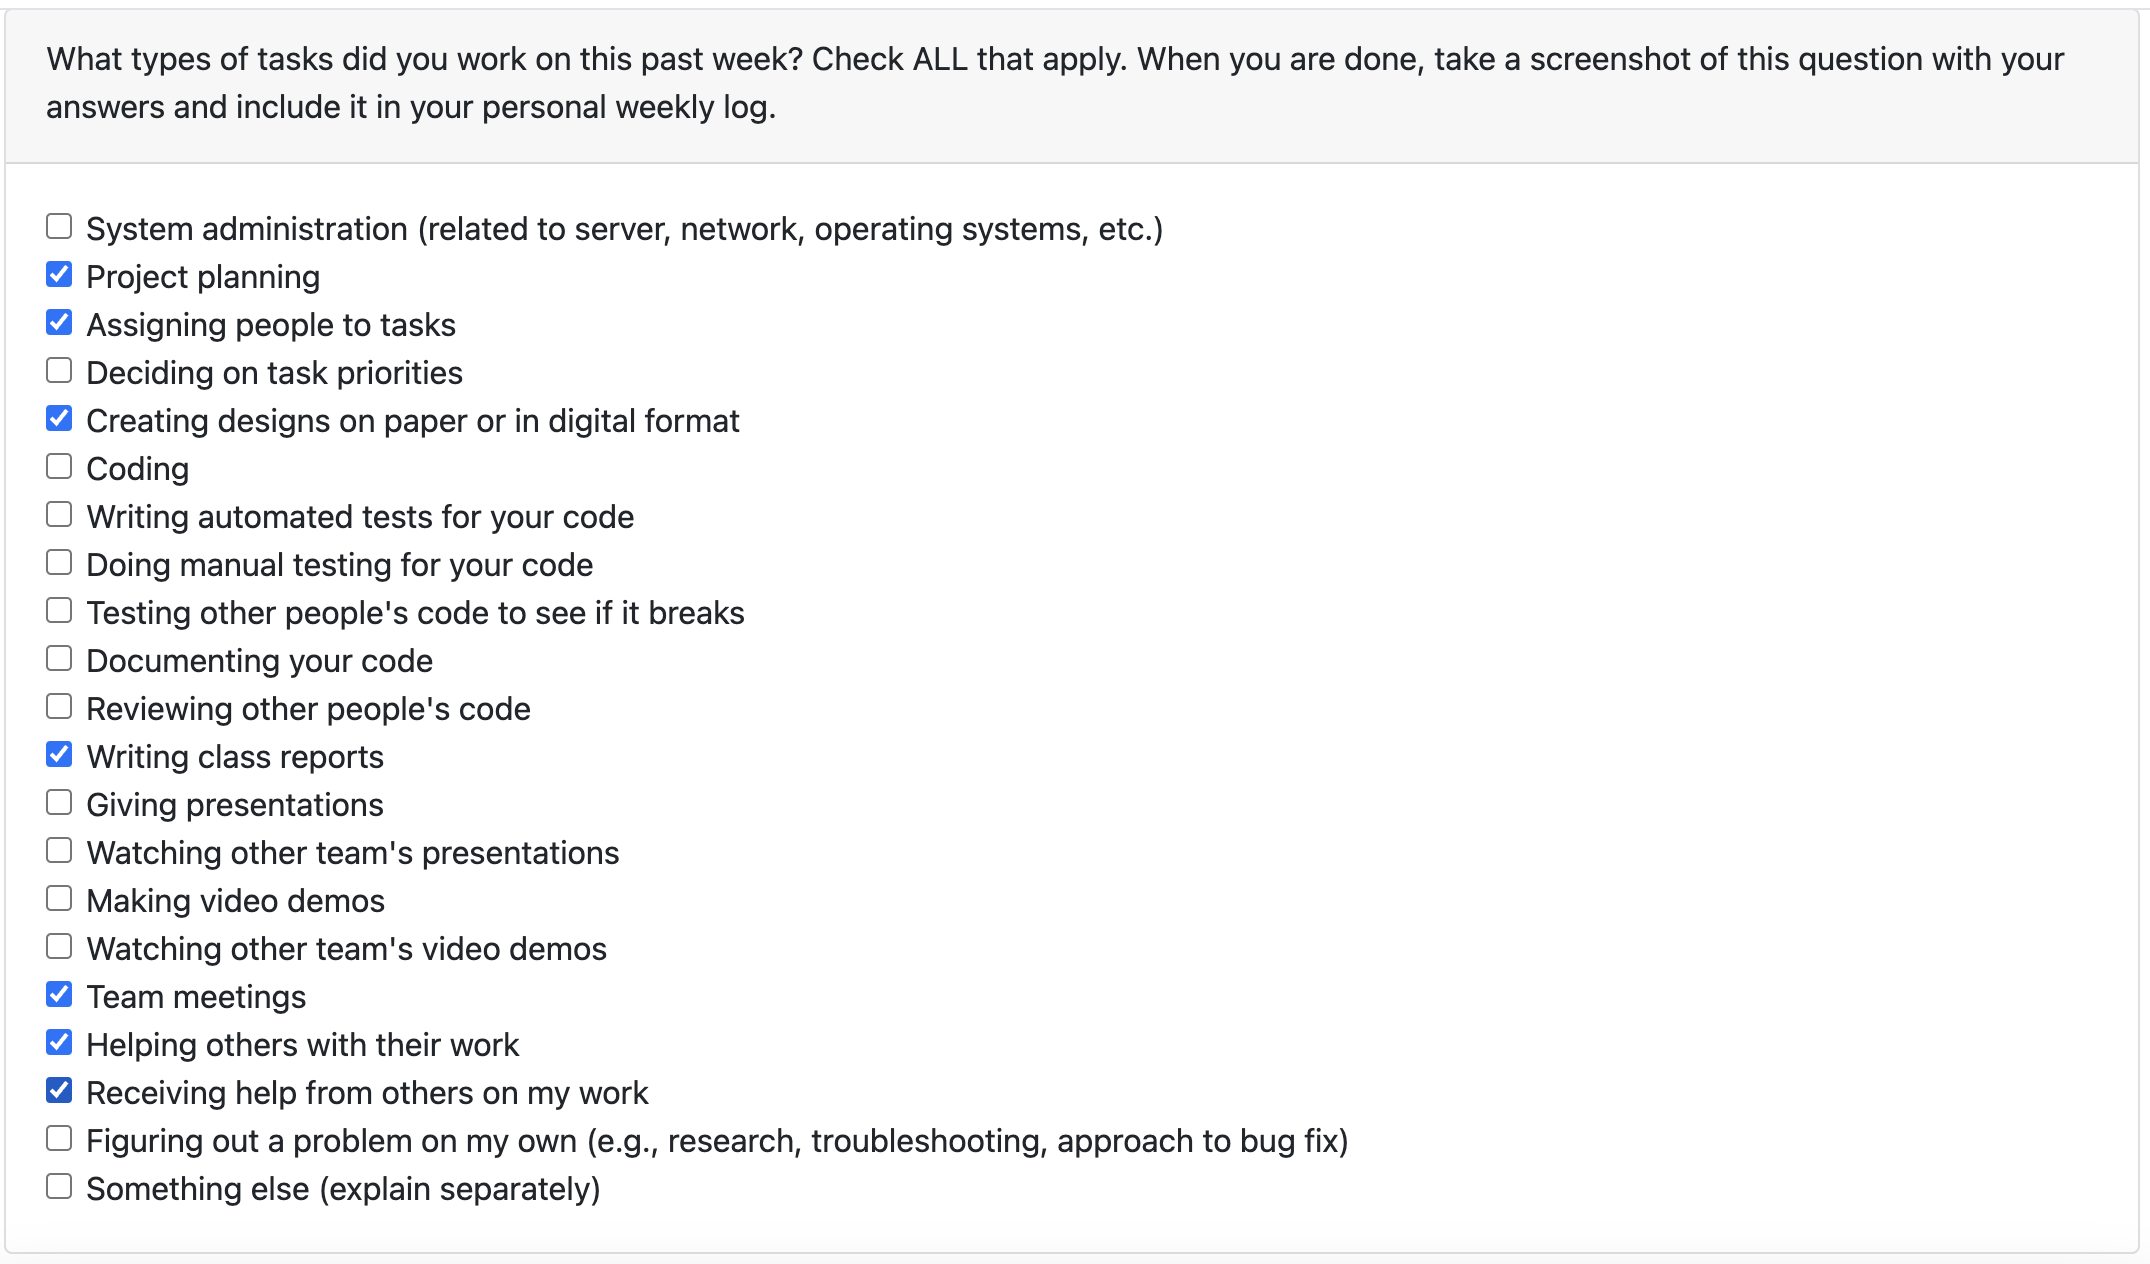 What types of tasks did you work on this past week? Check ALL that apply. When you are done, take a screenshot of this question with your
answers and include it in your personal weekly log.
System administration (related to server, network, operating systems, etc.)
Project planning
Assigning people to tasks
Deciding on task priorities
Creating designs on paper or in digital format
Coding
Writing automated tests for your code
Doing manual testing for your code
Testing other people's code to see if it breaks
Documenting your code
Reviewing other people's code
Writing class reports
Giving presentations
Watching other team's presentations
Making video demos
Watching other team's video demos
Team meetings
Helping others with their work
Receiving help from others on my work
Figuring out a problem on my own (e.g., research, troubleshooting, approach to bug fix)
Something else (explain separately)